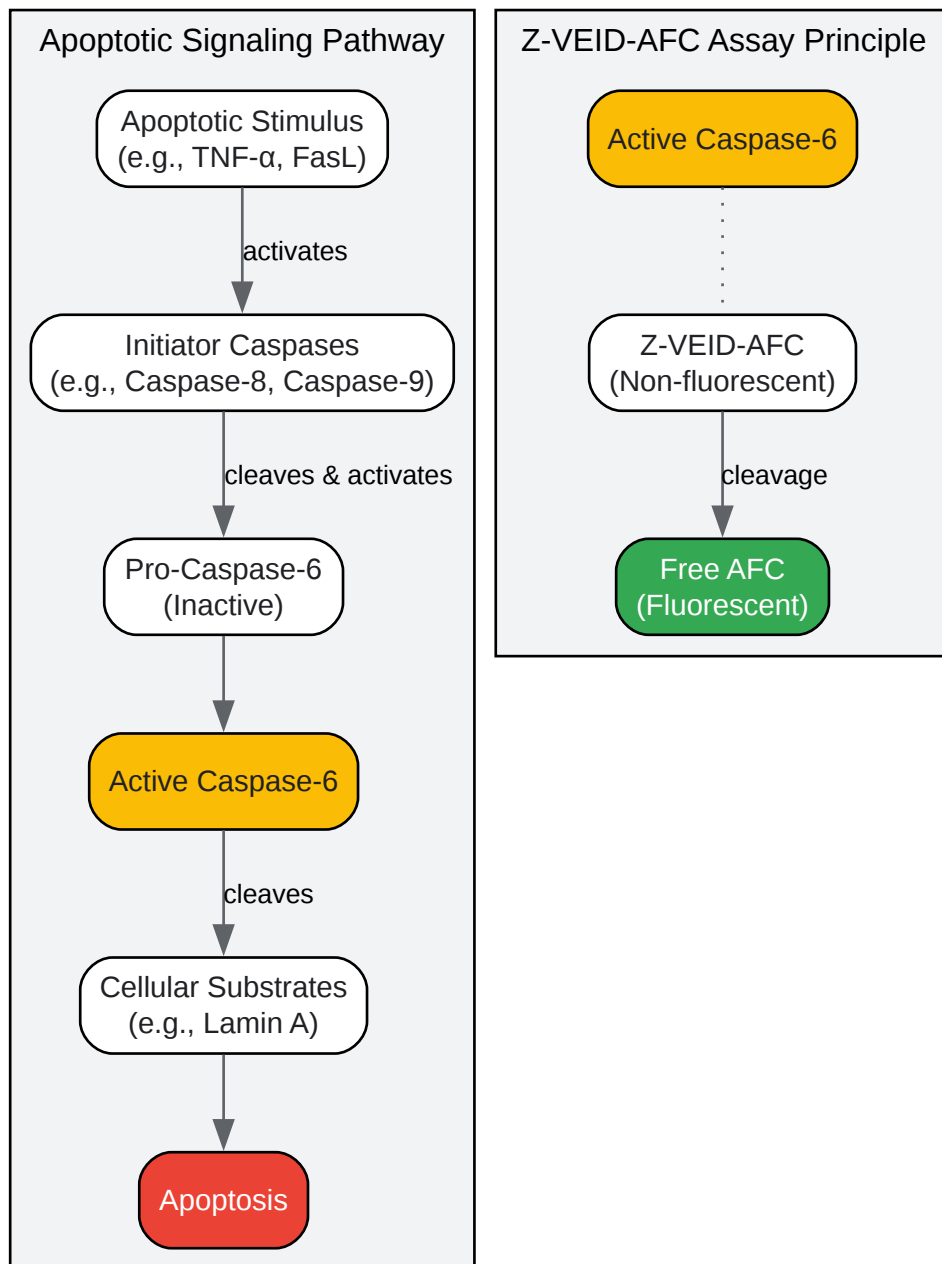 Apoptotic Signaling Pathway
Apoptotic Stimulus
(e.g., TNF-α, FasL)
activates
Initiator Caspases
(e.g., Caspase-8, Caspase-9)
cleaves & activates
Pro-Caspase-6
(Inactive)
Active Caspase-6
cleaves
Cellular Substrates
(e.g., Lamin A)
Apoptosis
Z-VEID-AFC Assay Principle
Active Caspase-6
Z-VEID-AFC
(Non-fluorescent)
cleavage
Free AFC
(Fluorescent)